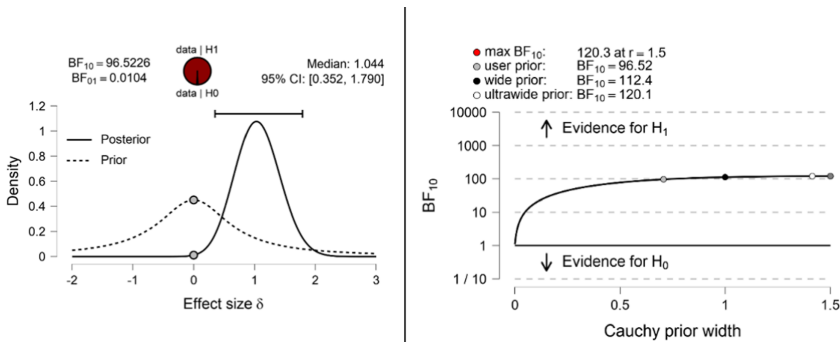 data | H1
BF₁₀ = 96.5226
BF₀₁ = 0.0104
data | H0
Median: 1.044
95% CI: [0.352, 1.790]
1.2
1
0.8
0.6
0.4
0.2
0
Density
Posterior
Prior
-2 -1 0 1 2 3
Effect size δ
max BF₁₀: 120.3 at r = 1.5
user prior: BF₁₀ = 96.52
wide prior: BF₁₀ = 112.4
ultrawide prior: BF₁₀ = 120.1
10000
1000
100
10
1
1 / 10
BF₁₀
Evidence for H₁
Evidence for H₀
0 0.5 1 1.5
Cauchy prior width